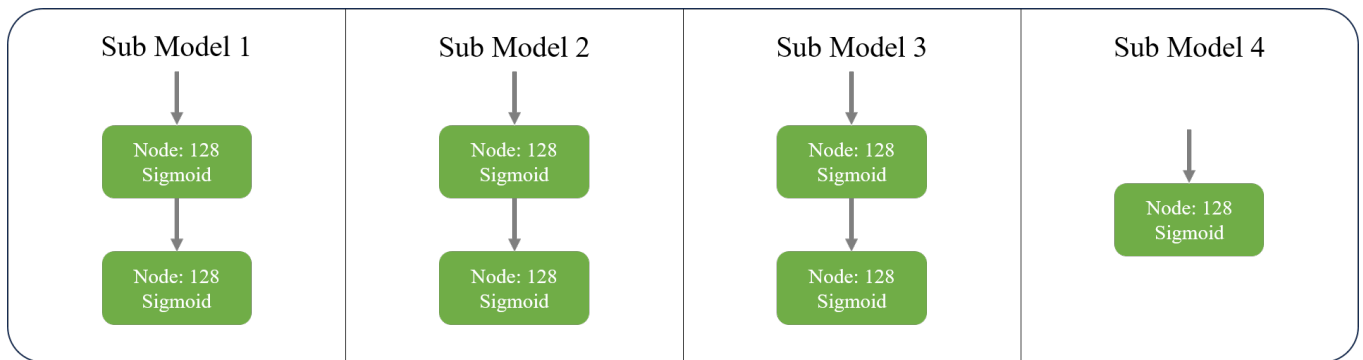 Sub Model 1
Node: 128
Sigmoid
Node: 128
Sigmoid
Sub Model 2
Node: 128
Sigmoid
Node: 128
Sigmoid
Sub Model 3
Node: 128
Sigmoid
Node: 128
Sigmoid
Sub Model 4
Node: 128
Sigmoid